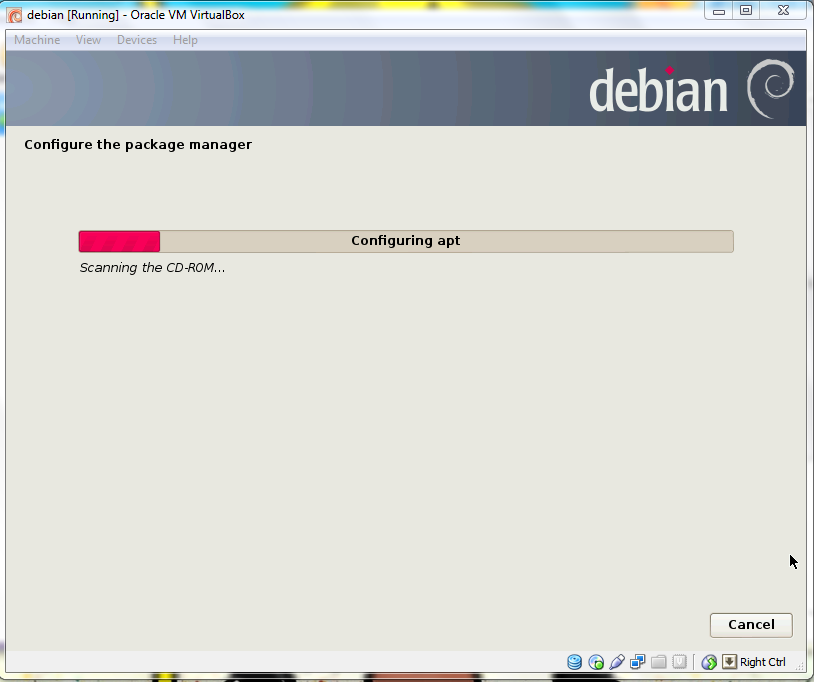 debian [Running] - Oracle VM VirtualBox
Machine View Devices Help
debian
Configure the package manager
Configuring apt
Scanning the CD-ROM...
Cancel
Right Ctrl